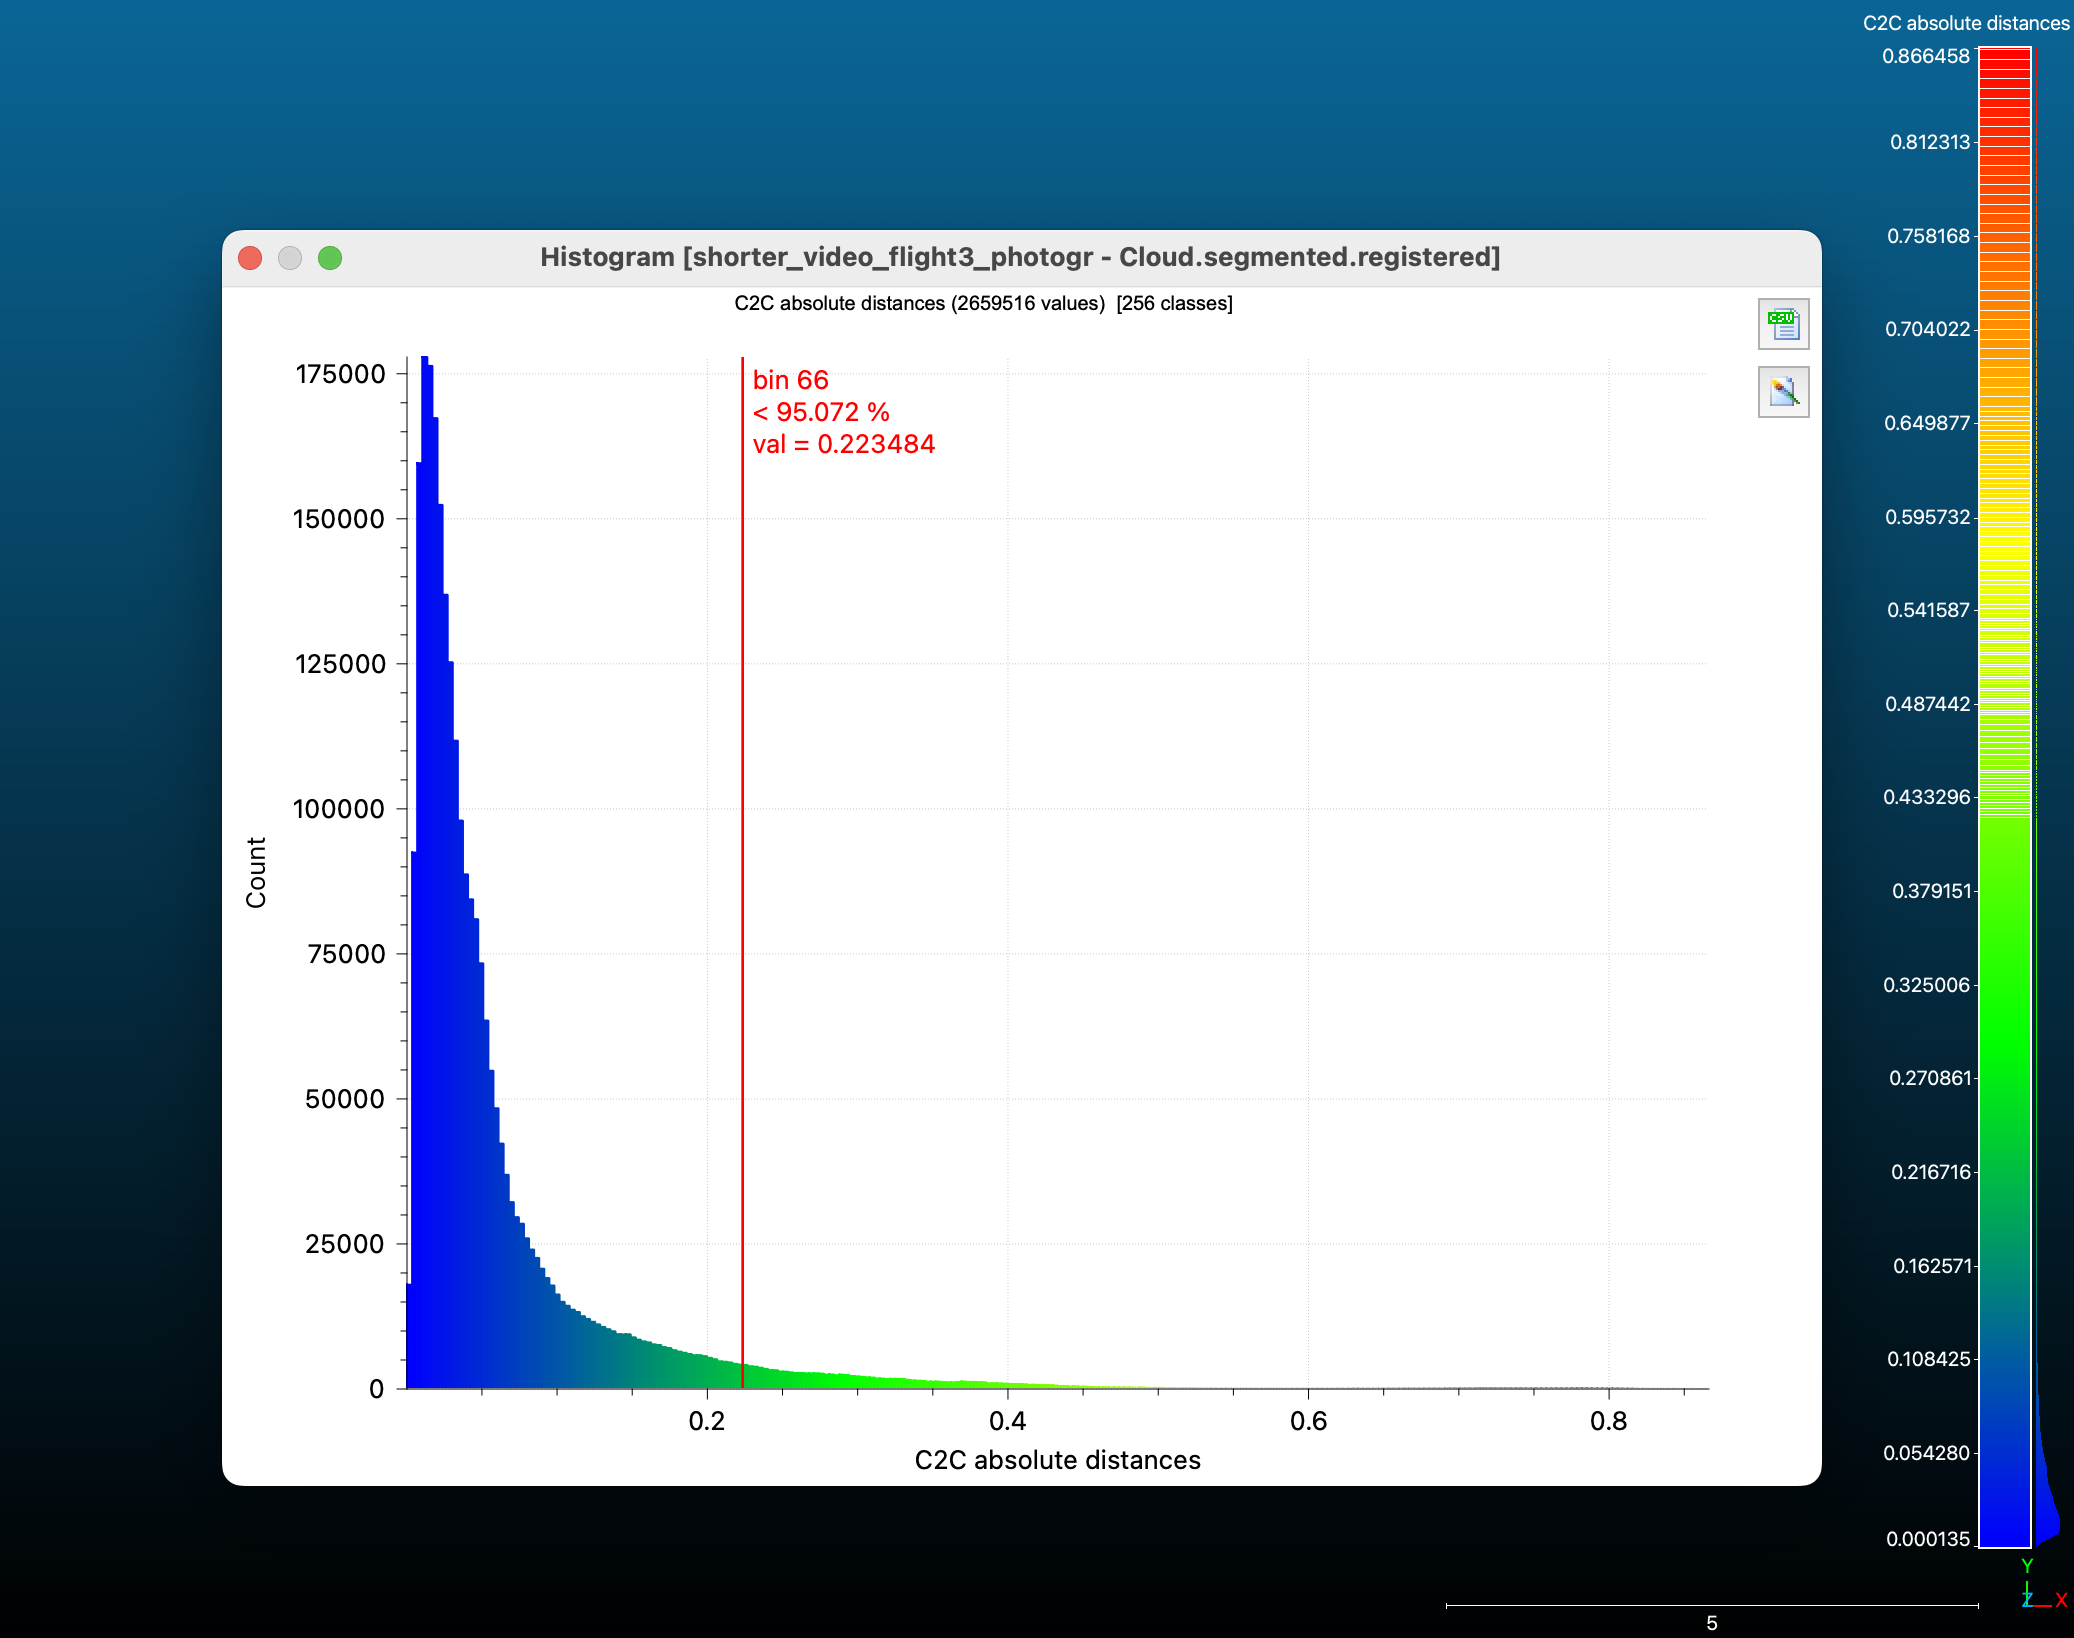 C2C absolute distances
0.866458
0.812313
0.758168
0.704022
0.649877
0.595732
0.541587
0.487442
0.433296
0.379151
0.325006
0.270861
0.216716
0.162571
0.108425
0.054280
0.000135
Histogram [shorter_video_flight3_photogr - Cloud.segmented.registered]
C2C absolute distances (2659516 values) [256 classes]
CSV
bin 66
< 95.072 %
val = 0.223484
175000
150000
125000
100000
75000
50000
25000
0
Count
0.2 0.4 0.6 0.8
C2C absolute distances
Y
Z X
5